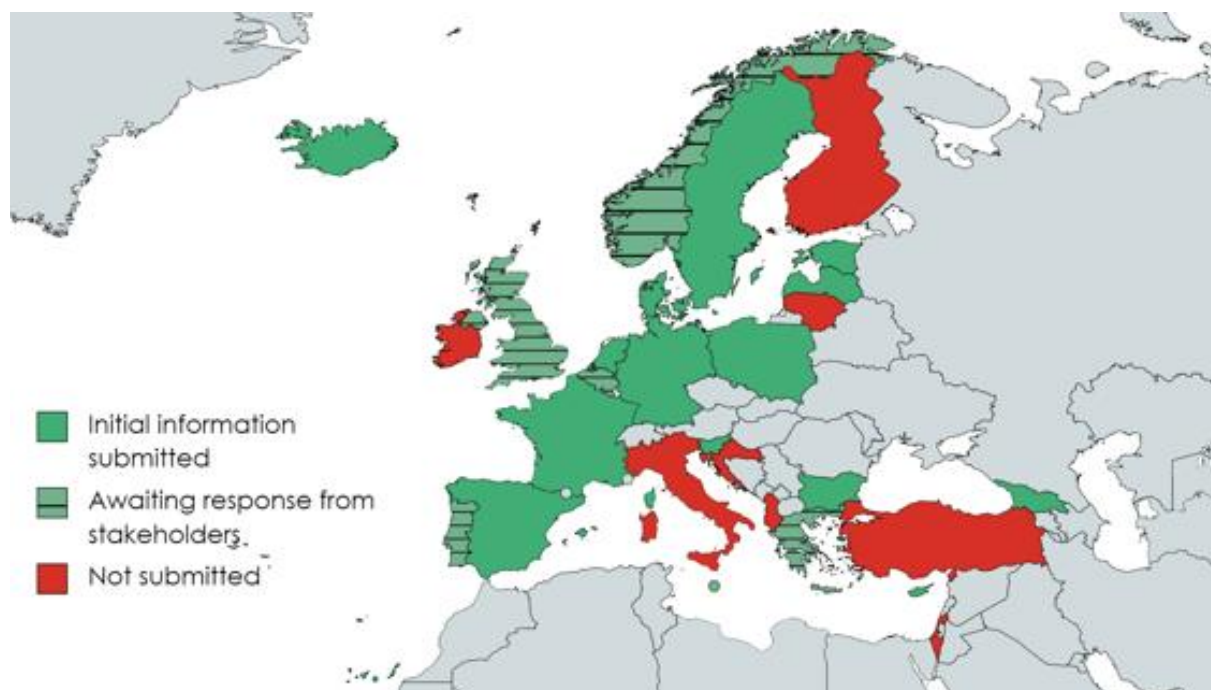 Initial information
submitted
Awaiting response from
stakeholders
Not submitted